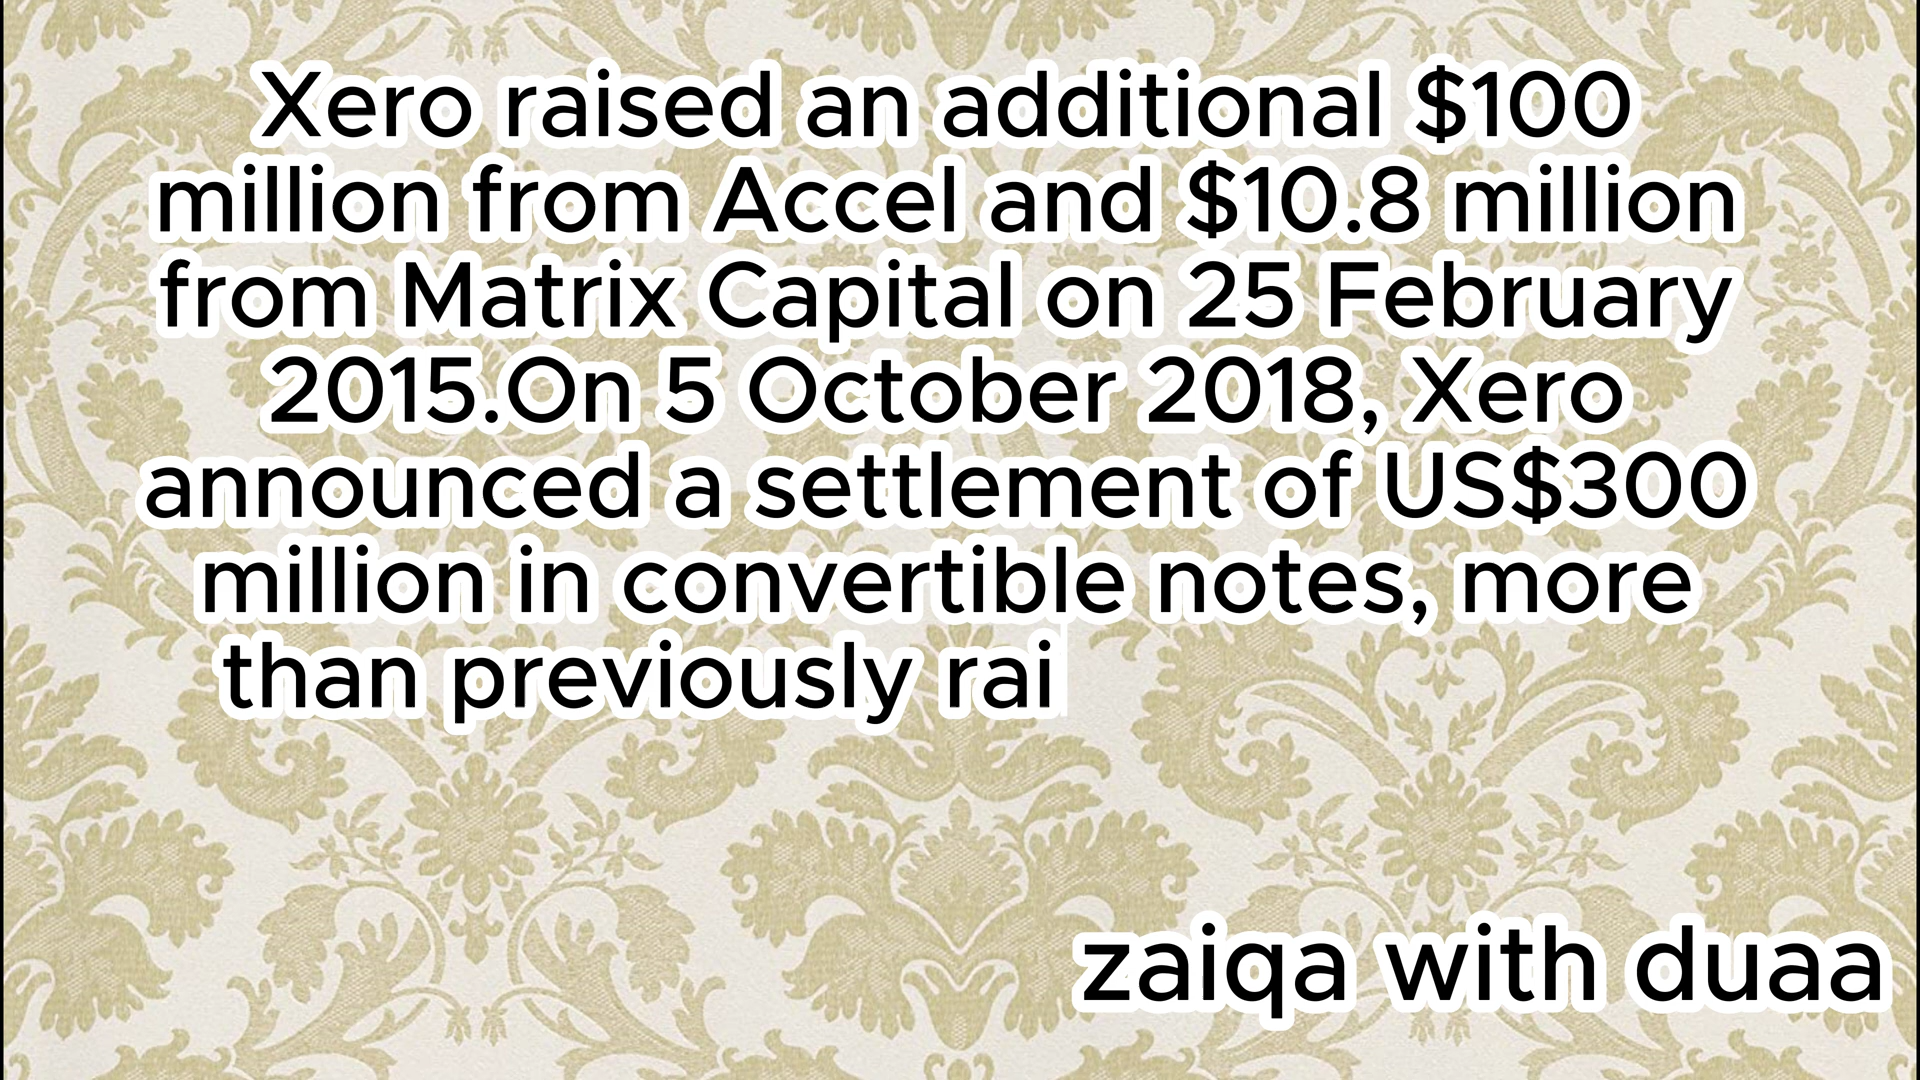 Xero raised an additional $100
million from Accel and $10.8 million
from Matrix Capital on 25 February
2015.On 5 October 2018, Xero
announced a settlement of US$300
million in convertible notes, more
than previously rai
zaiqa with duaa